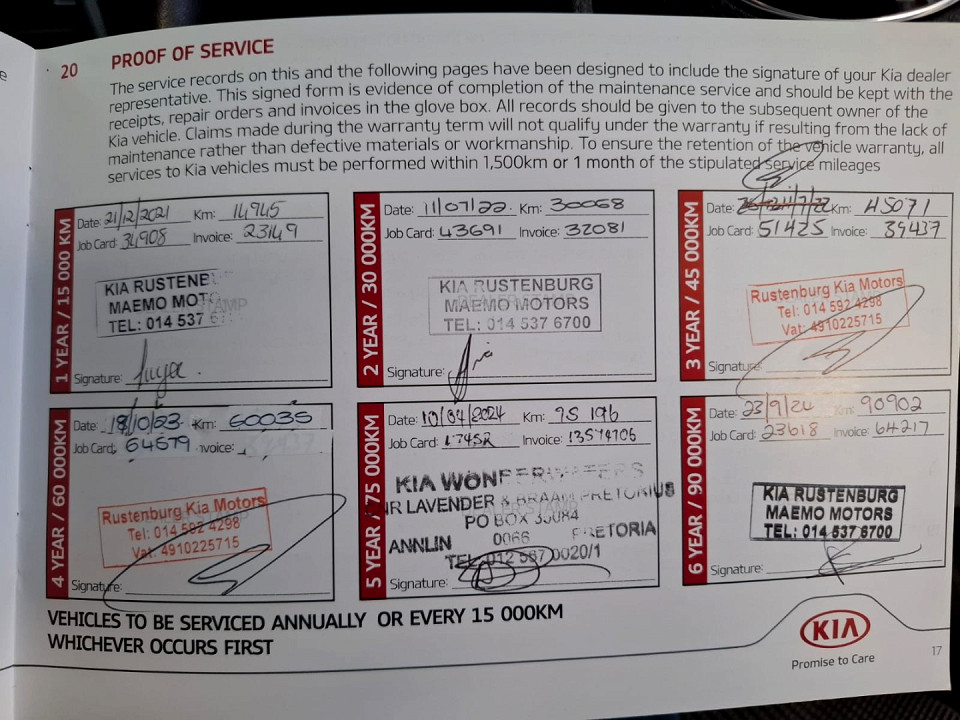 20 PROOF OF SERVICE
The service records on this and the following pages have been designed to include the signature of your Kia dealer
representative. This signed form is evidence of completion of the maintenance service and should be kept with the
receipts, repair orders and invoices in the glove box. All records should be given to the subsequent owner of the
Kia vehicle. Claims made during the warranty term will not qualify under the warranty if resulting from the lack of
maintenance rather than defective materials or workmanship. To ensure the retention of the vehicle warranty, all
services to Kia vehicles must be performed within 1,500km or 1 month of the stipulated service mileages
1 YEAR / 15 000 KM
Date: 21/12/2021 Km: 14945
Job Card: 34908 Invoice: 23149
KIA RUSTENB
MAEMO MOT
TEL: 014 537
Signature:
2 YEAR / 30 000KM
Date: 11/07/22. Km: 30068
Job Card: 43691 Invoice: 32081
KIA RUSTENBURG
MAEMO MOTORS
TEL: 014 537 6700
Signature:
3 YEAR / 45 000KM
Date: Km: 45071
Job Card: 51425 Invoice: 39437
Rustenburg Kia Motors
Tel: 014 592 4298
Vat: 4910225715
Signature:
4 YEAR / 60 000KM
Date: 18/10/23 Km: 60035
Job Card: 64679 nvoice:
Rustenburg Kia Motors
Tel: 014 592 4298
Vat: 4910225715
Signature:
5 YEAR / 75 000KM
Date: 10/04/2024 Km: 75 196
Job Card: Invoice:
KIA WONDERBOOM
LAVENDER & BRAAM PRETORIUS
PO BOX
ANNLIN 0066 PRETORIA
TEL: 012 567 0020/1
Signature:
6 YEAR / 90 000KM
Date: 23/9/24 Km: 90902
Job Card: 23618 Invoice: 64217
KIA RUSTENBURG
MAEMO MOTORS
TEL: 014 537 6700
Signature:
VEHICLES TO BE SERVICED ANNUALLY OR EVERY 15 000KM
WHICHEVER OCCURS FIRST
KIA
Promise to Care
17